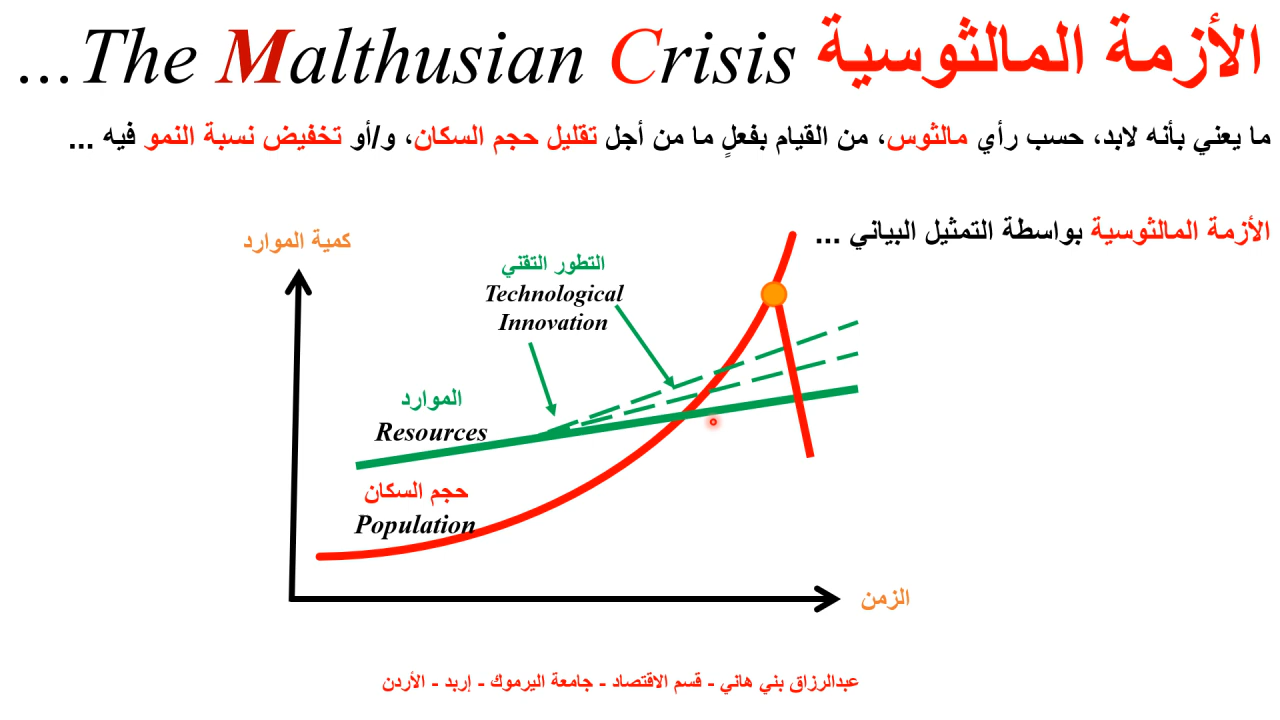 الأزمة المالثوسية The Malthusian Crisis...
ما يعني بأنه لابد، حسب رأي مالثوس، من القيام بفعلٍ ما من أجل تقليل حجم السكان، و/أو تخفيض نسبة النمو فيه ...
الأزمة المالثوسية بواسطة التمثيل البياني ...
كمية الموارد
التطور التقني
Technological
Innovation
الموارد
Resources
حجم السكان
Population
الزمن
عبدالرزاق بني هاني - قسم الاقتصاد - جامعة اليرموك - إربد - الأردن